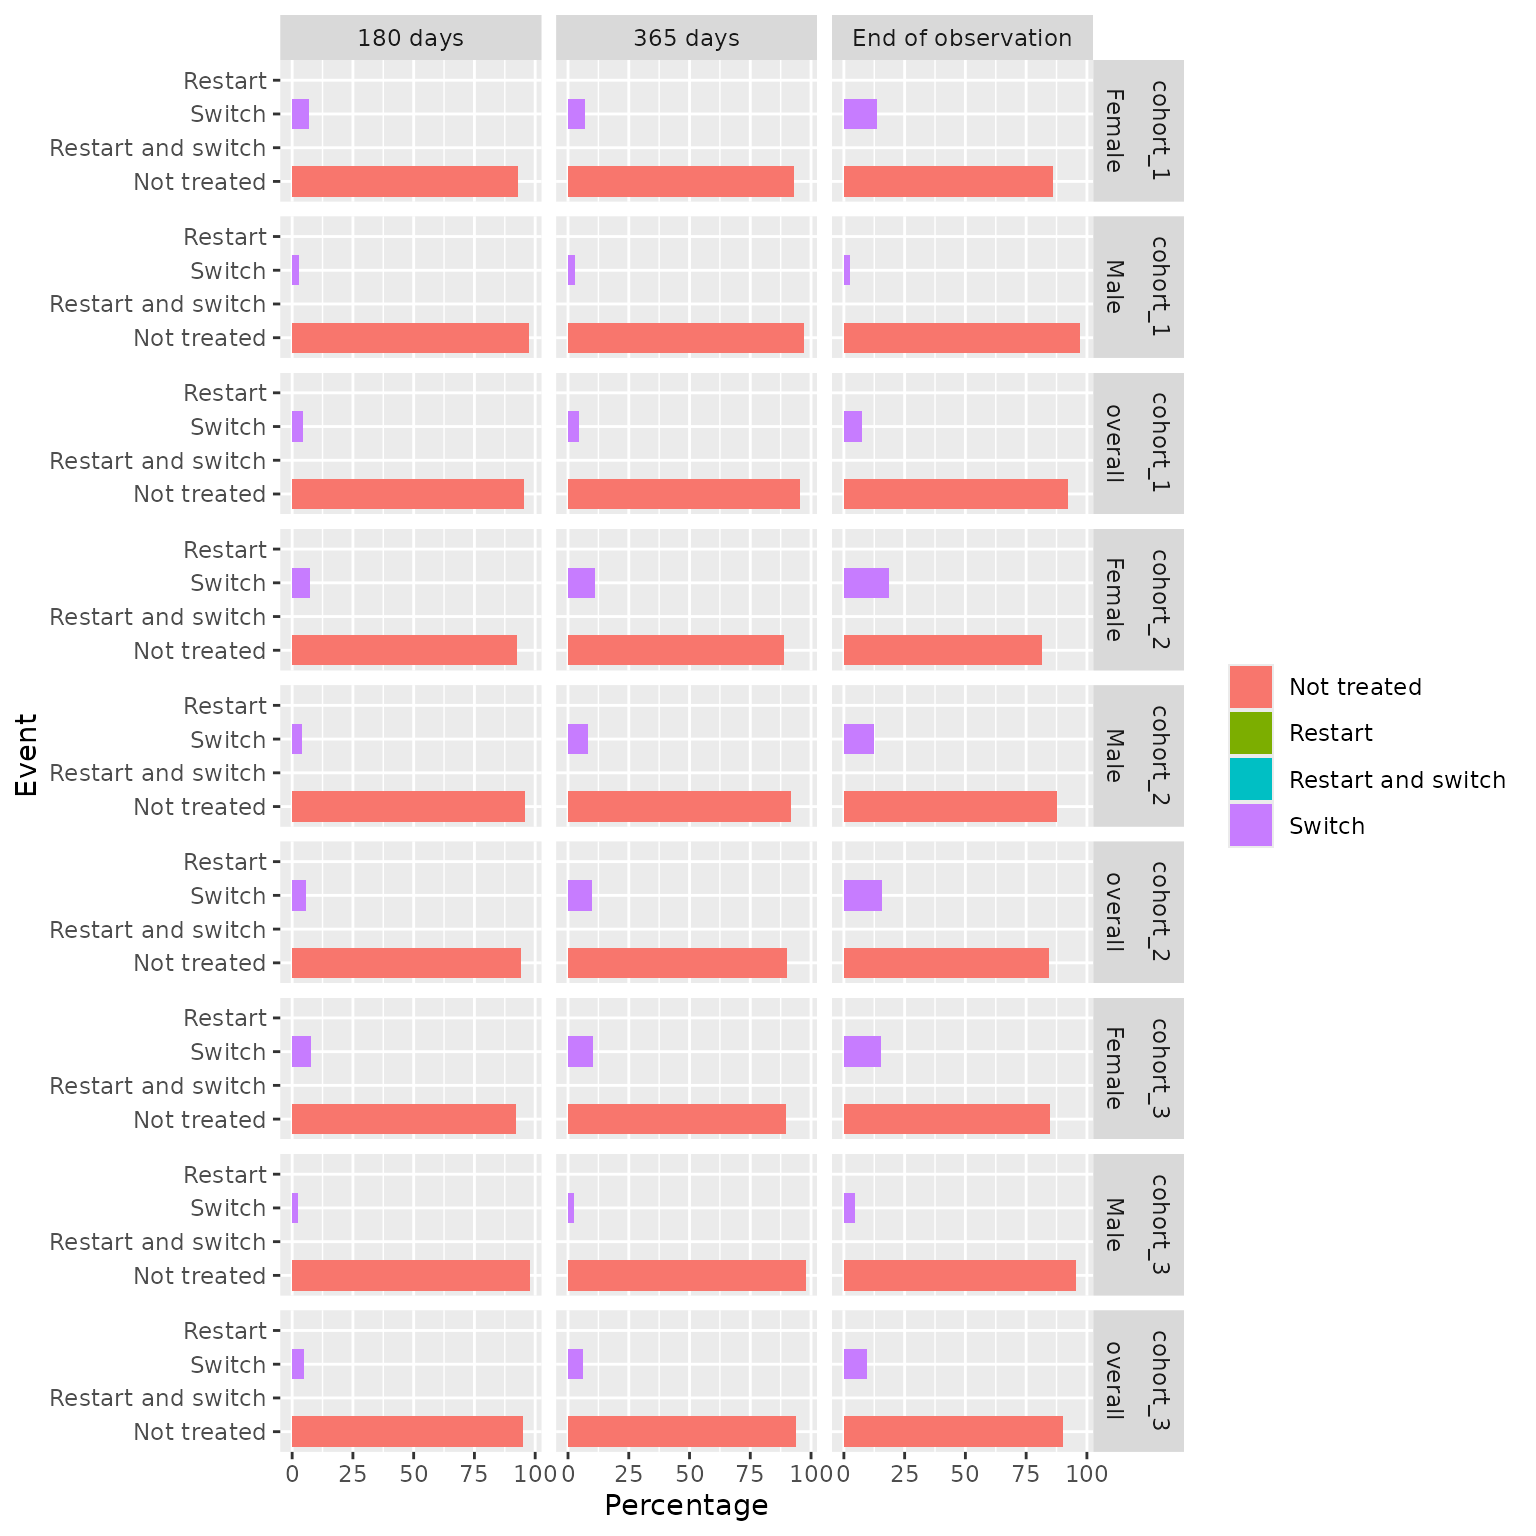 180 days 365 days End of observation
Restart
Switch
Restart and switch
Not treated
Female
cohort_1
Restart
Switch
Restart and switch
Not treated
Male
cohort_1
Restart
Switch
Restart and switch
Not treated
overall
cohort_1
Restart
Switch
Restart and switch
Not treated
Female
cohort_2
Restart
Switch
Restart and switch
Not treated
Male
cohort_2
Restart
Switch
Restart and switch
Not treated
overall
cohort_2
Restart
Switch
Restart and switch
Not treated
Female
cohort_3
Restart
Switch
Restart and switch
Not treated
Male
cohort_3
Restart
Switch
Restart and switch
Not treated
overall
cohort_3
0 25 50 75 100 0 25 50 75 100 0 25 50 75 100
Percentage
Event
Not treated
Restart
Restart and switch
Switch